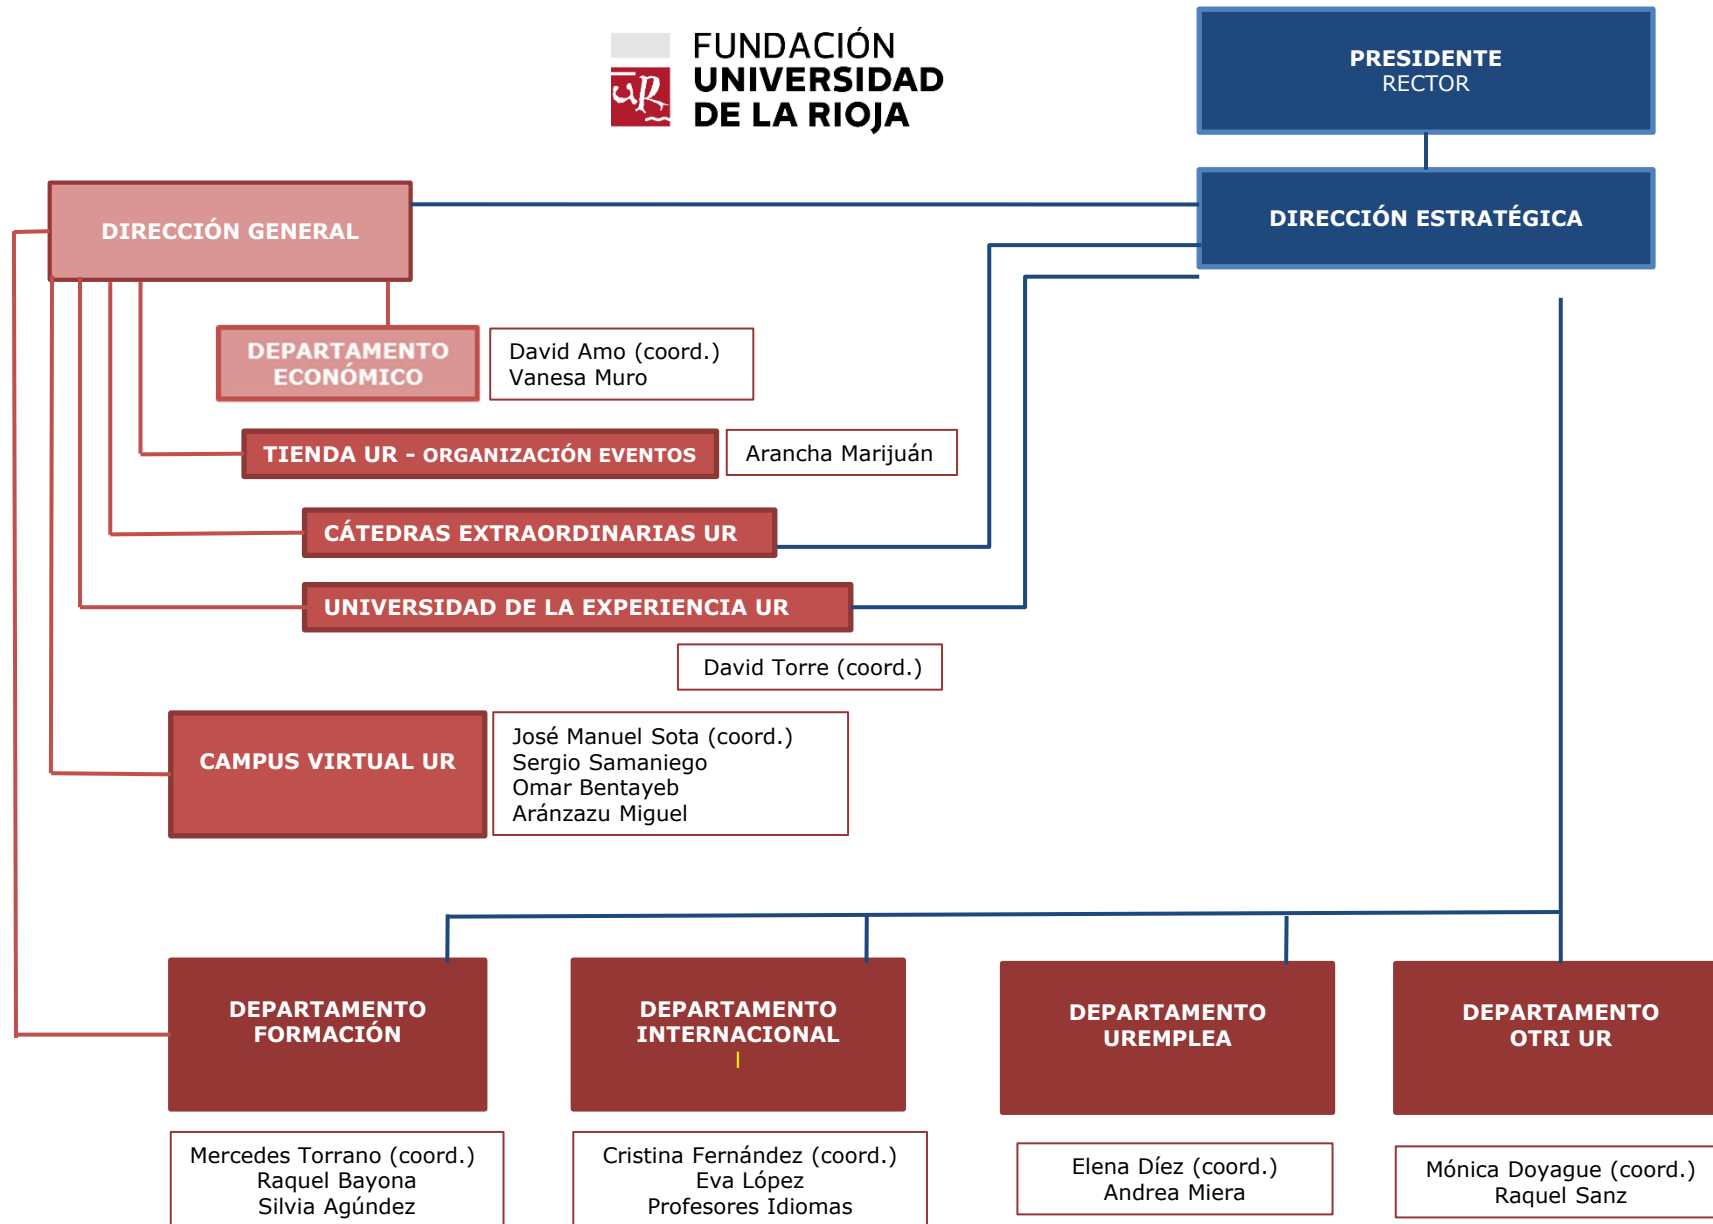 FUNDACIÓN
UNIVERSIDAD
DE LA RIOJA
uR
PRESIDENTE
RECTOR
DIRECCIÓN GENERAL
DIRECCIÓN ESTRATÉGICA
DEPARTAMENTO
ECONÓMICO
David Amo (coord.)
Vanesa Muro
TIENDA UR - ORGANIZACIÓN EVENTOS
Arancha Marijuán
CÁTEDRAS EXTRAORDINARIAS UR
UNIVERSIDAD DE LA EXPERIENCIA UR
David Torre (coord.)
CAMPUS VIRTUAL UR
José Manuel Sota (coord.)
Sergio Samaniego
Omar Bentayeb
Aránzazu Miguel
DEPARTAMENTO
FORMACIÓN
DEPARTAMENTO
INTERNACIONAL
I
DEPARTAMENTO
UREMPLEA
DEPARTAMENTO
OTRI UR
Mercedes Torrano (coord.)
Raquel Bayona
Silvia Agúndez
Cristina Fernández (coord.)
Eva López
Profesores Idiomas
Elena Díez (coord.)
Andrea Miera
Mónica Doyague (coord.)
Raquel Sanz